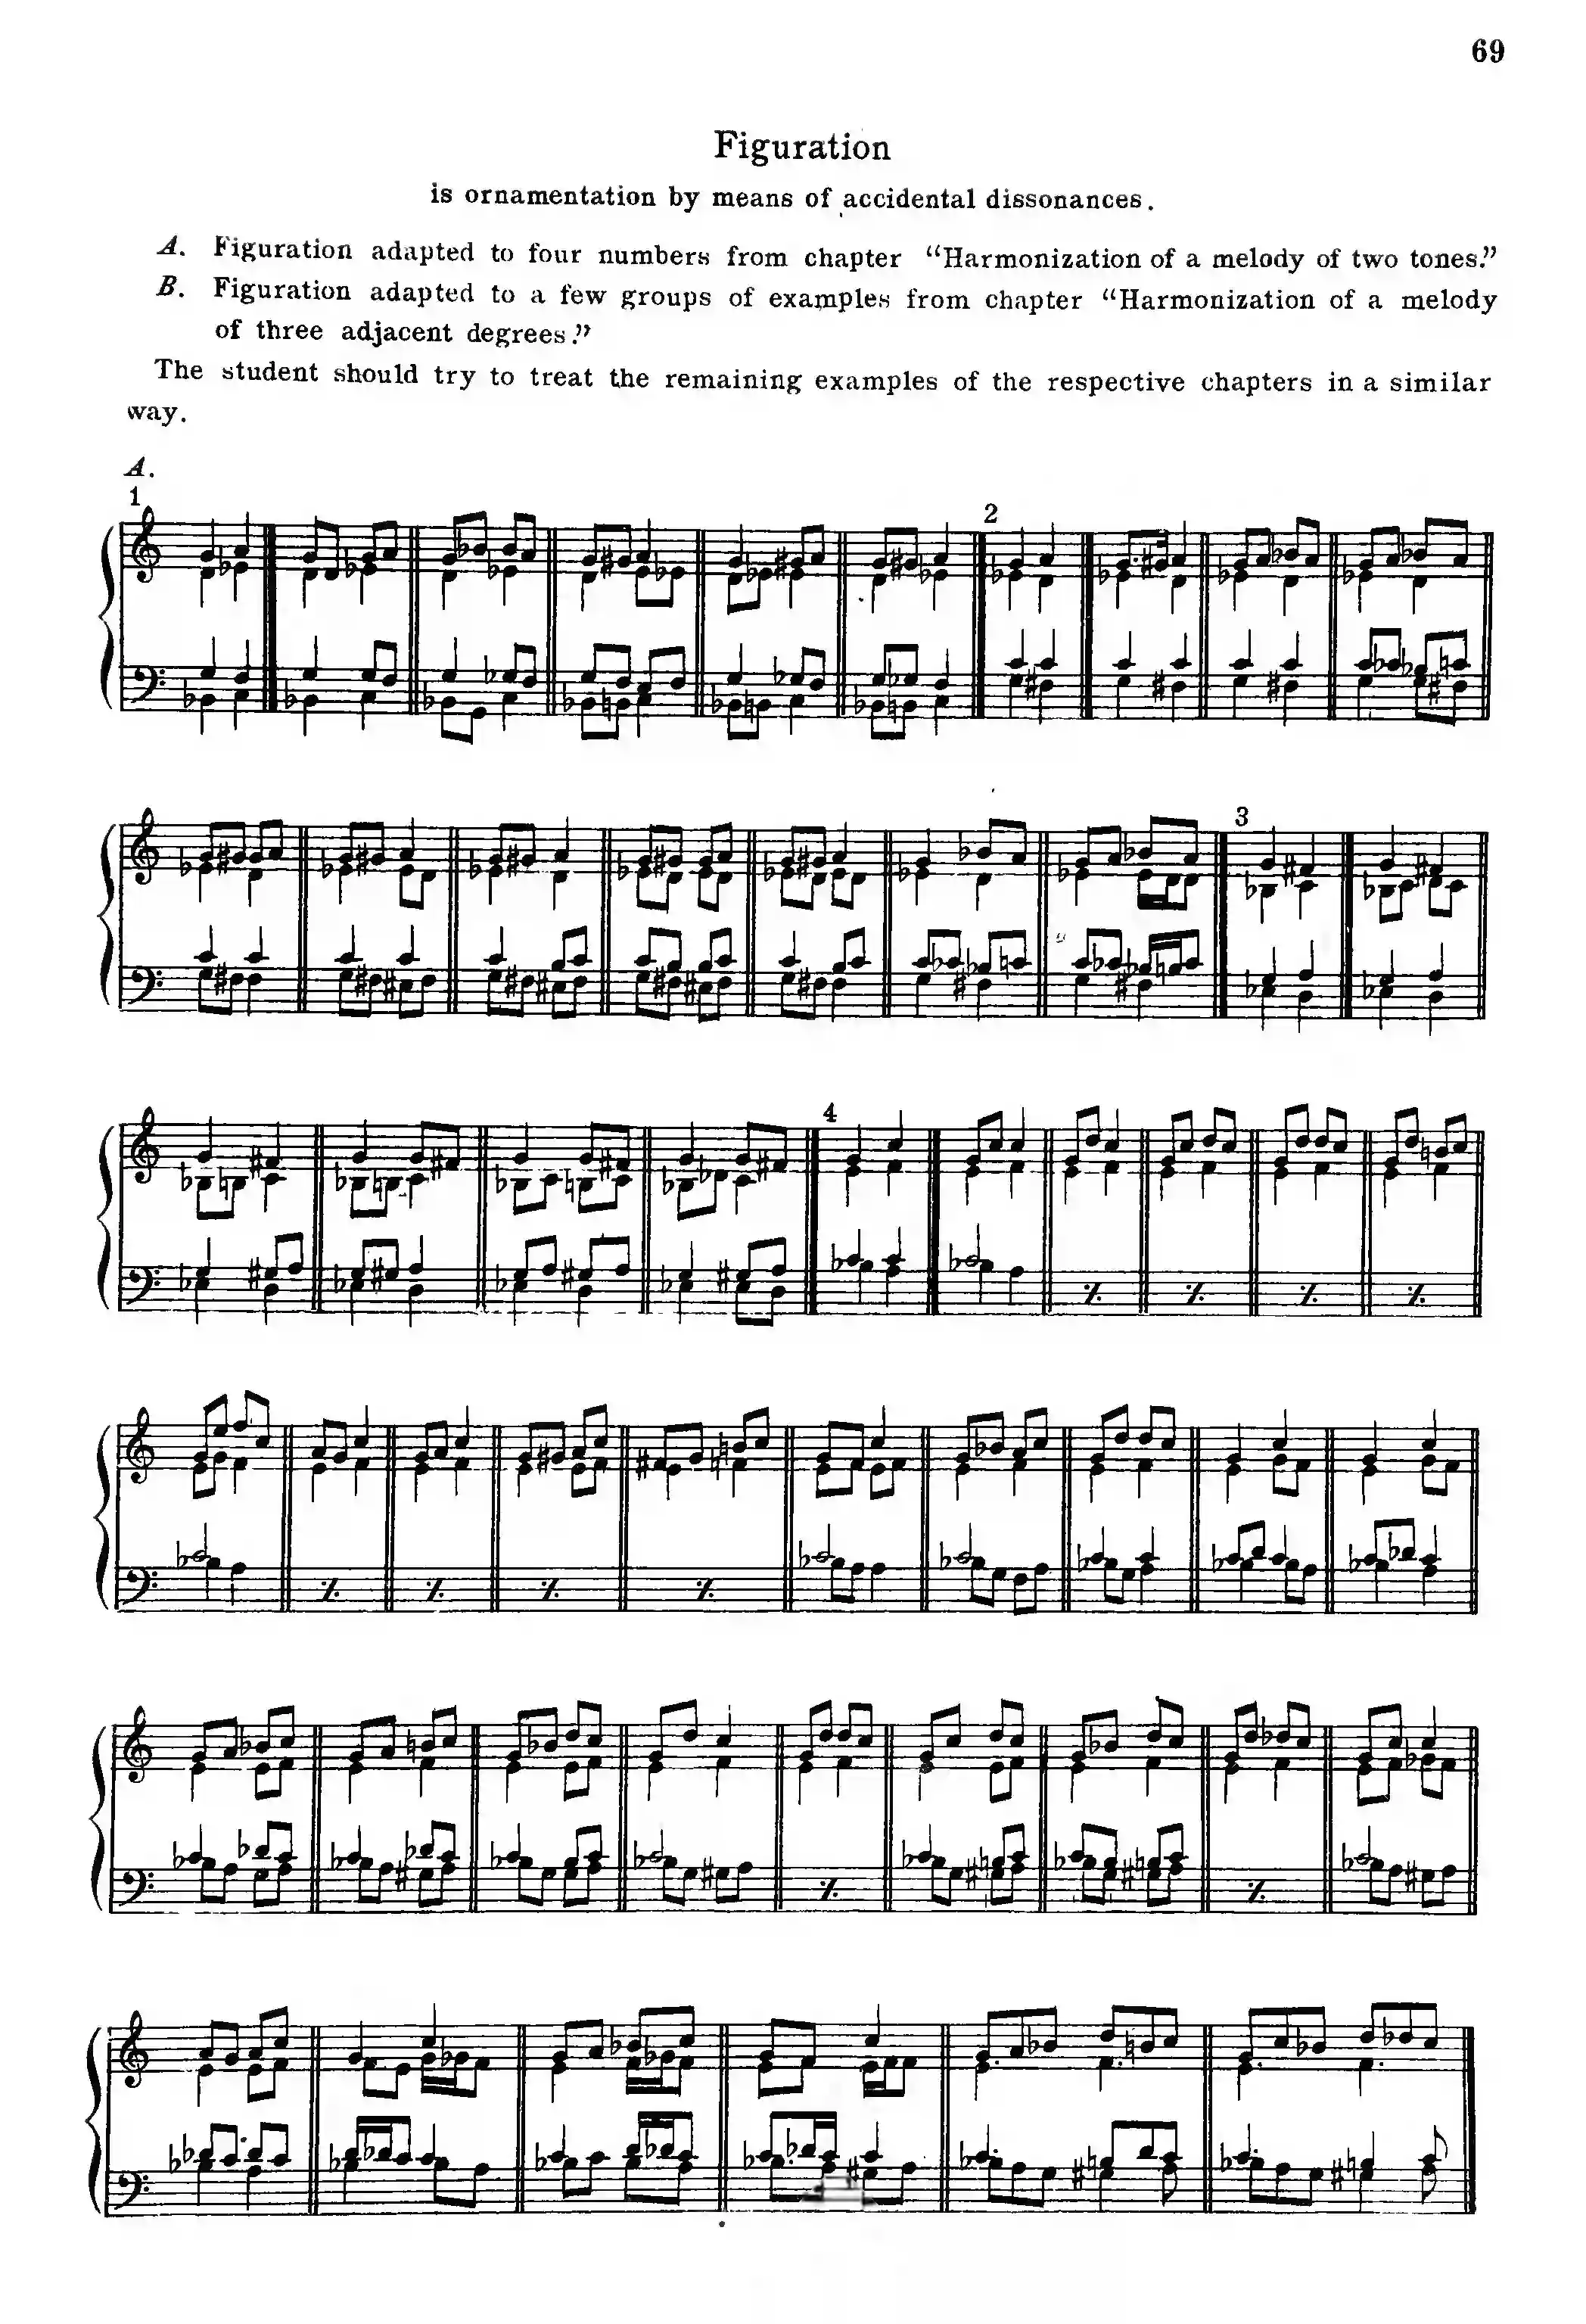 69
Figuration
is ornamentation by means of accidental dissonances.
A. Figuration adapted to four numbers from chapter “Harmonization of a melody of two tones.”
B. Figuration adapted to a few groups of examples from chapter “Harmonization of a melody
of three adjacent degrees.”
The student should try to treat the remaining examples of the respective chapters in a similar
way.
A.
1
2
3
4